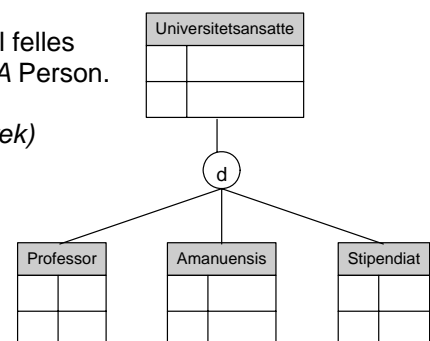 l felles
A Person.
ek)
Universitetsansatte
d
Professor
Amanuensis
Stipendiat